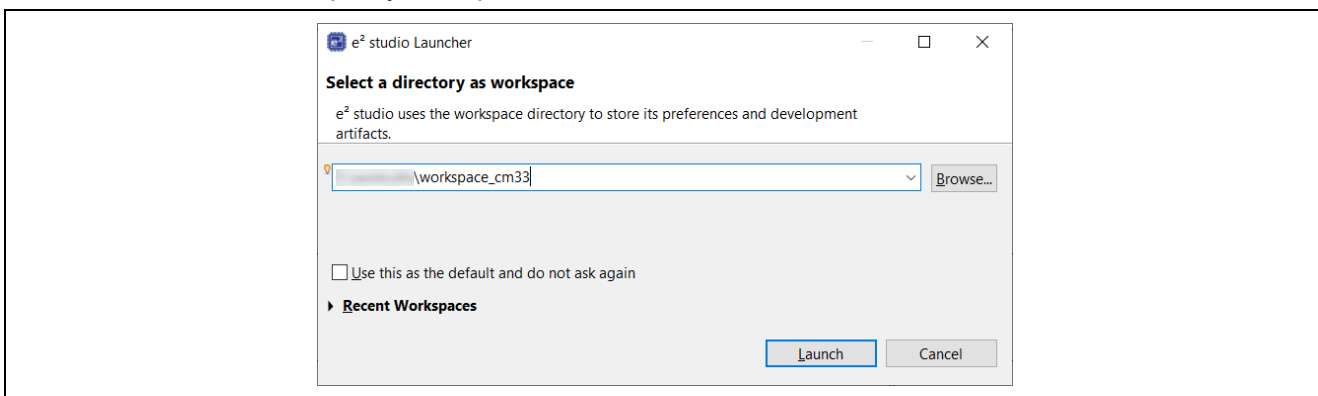 e² studio Launcher
Select a directory as workspace
e² studio uses the workspace directory to store its preferences and development
artifacts.
\workspace_cm33
Browse...
Use this as the default and do not ask again
Recent Workspaces
Launch Cancel